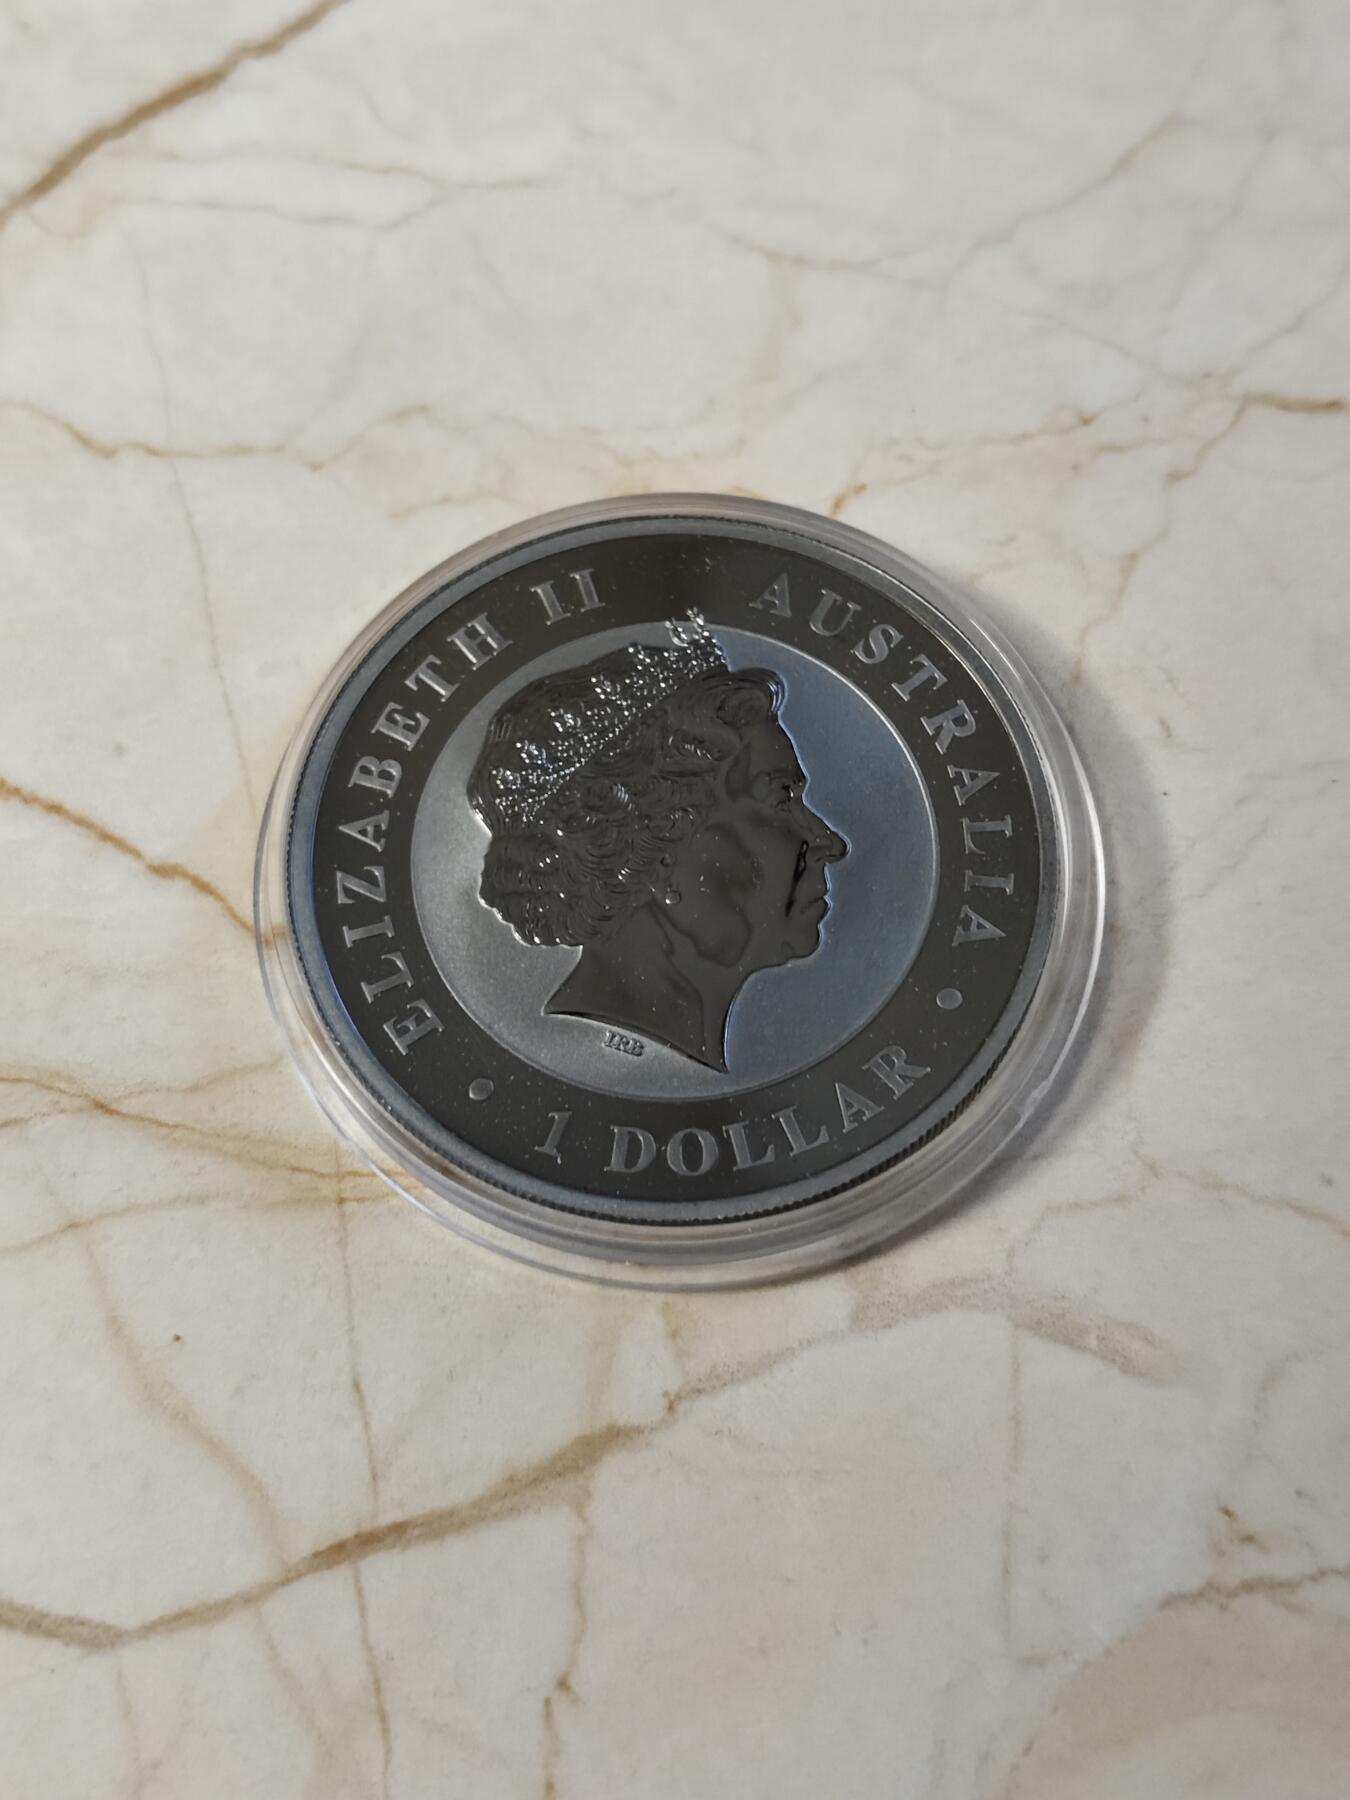 ELIZABETH II
AUSTRALIA
• 1 DOLLAR •
IRB